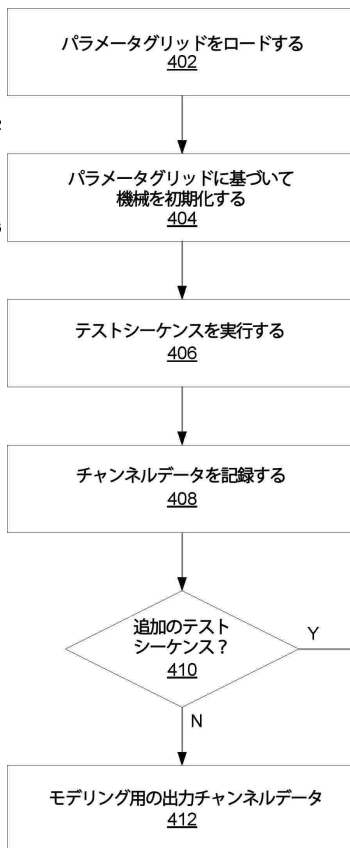 パラメータグリッドをロードする
402
パラメータグリッドに基づいて
機械を初期化する
404
テストシーケンスを実行する
406
チャンネルデータを記録する
408
追加のテスト
シーケンス？
410
Y
N
モデリング用の出力チャンネルデータ
412